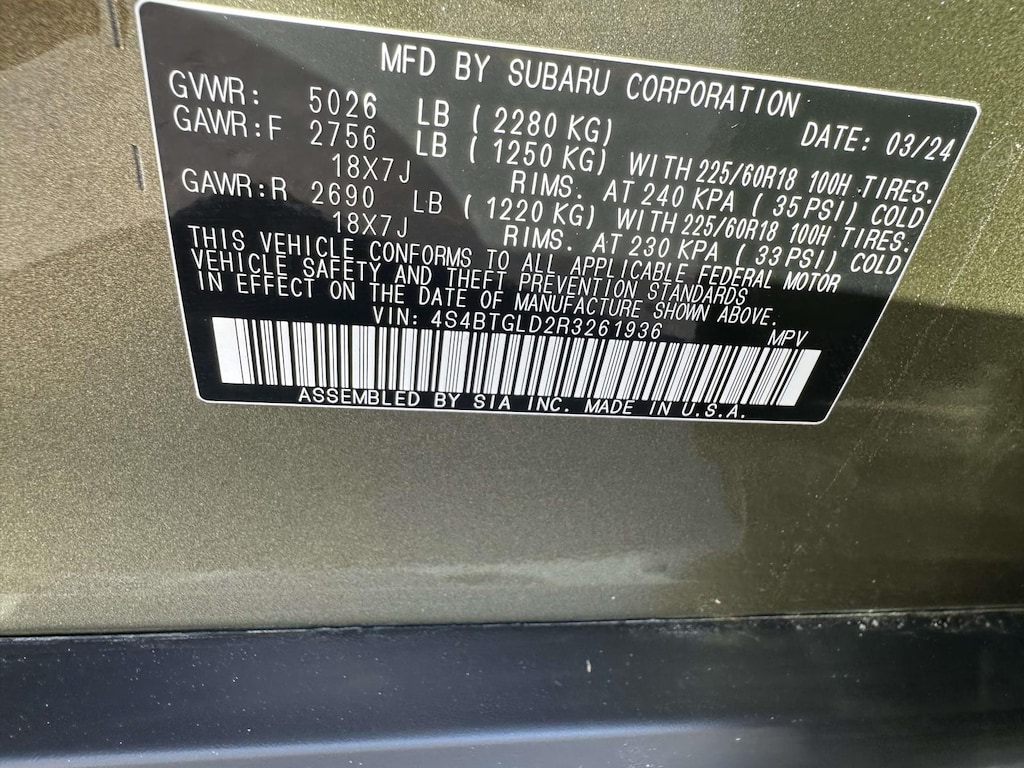 MFD BY SUBARU CORPORATION
GVWR: 5026 LB (2280 KG) DATE: 03/24
GAWR:F 2756 LB (1250 KG) WITH 225/60R18 100H TIRES.
18X7J RIMS. AT 240 KPA (35 PSI) COLD
GAWR:R 2690 LB (1220 KG) WITH 225/60R18 100H TIRES.
18X7J RIMS. AT 230 KPA (33 PSI) COLD
THIS VEHICLE CONFORMS TO ALL APPLICABLE FEDERAL MOTOR
VEHICLE SAFETY AND THEFT PREVENTION STANDARDS
IN EFFECT ON THE DATE OF MANUFACTURE SHOWN ABOVE.
VIN: 4S4BTGLD2R3261936 MPV
ASSEMBLED BY SIA INC. MADE IN U.S.A.